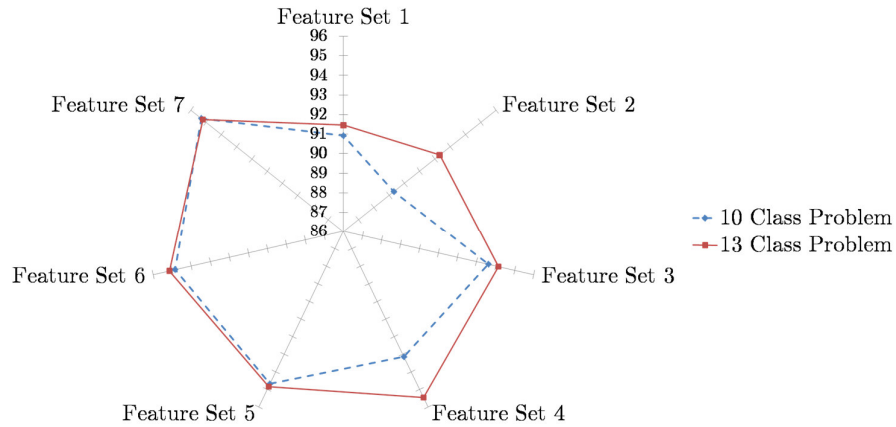 Feature Set 1
96
95
94
93
92
91
90
89
88
87
86
Feature Set 7
Feature Set 2
10 Class Problem
13 Class Problem
Feature Set 6
Feature Set 3
Feature Set 5
Feature Set 4